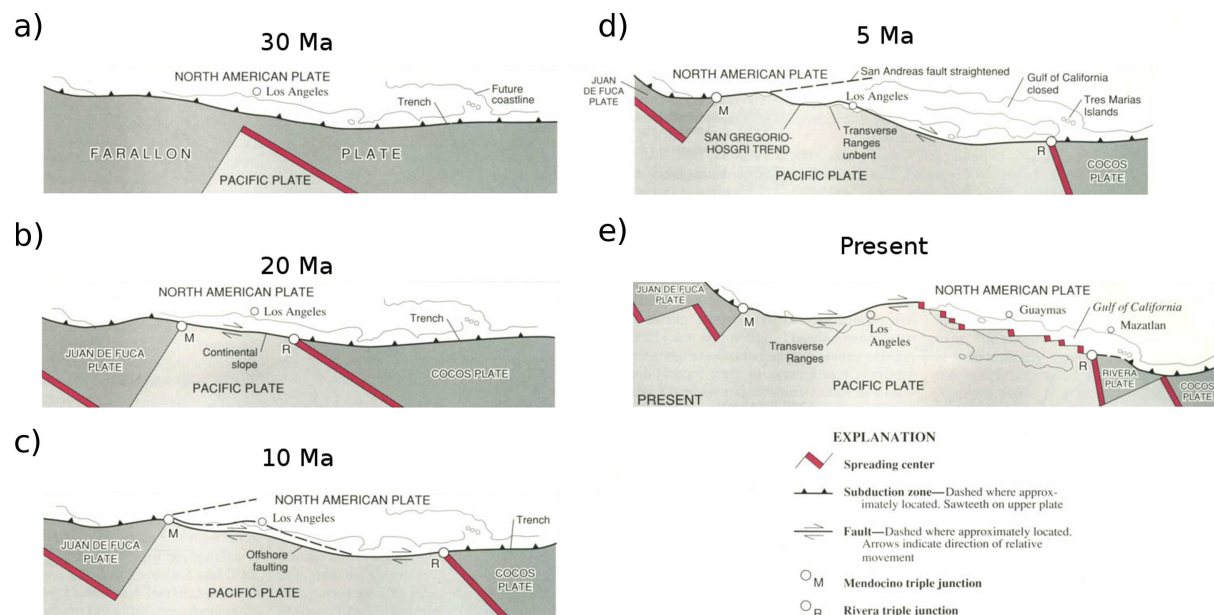 a)
30 Ma
NORTH AMERICAN PLATE
Los Angeles
Trench
Future
coastline
FARALLON
PLATE
PACIFIC PLATE
b)
20 Ma
NORTH AMERICAN PLATE
Los Angeles
Trench
M
R
JUAN DE FUCA
PLATE
Continental
slope
PACIFIC PLATE
COCOS PLATE
c)
10 Ma
NORTH AMERICAN PLATE
Los Angeles
Trench
M
R
JUAN DE FUCA
PLATE
Offshore
faulting
PACIFIC PLATE
COCOS
PLATE
d)
5 Ma
JUAN
DE FUCA
PLATE
NORTH AMERICAN PLATE
San Andreas fault straightened
Los Angeles
Gulf of California
closed
Tres Marias
Islands
M
SAN GREGORIO-
HOSGRI TREND
Transverse
Ranges
unbent
R
PACIFIC PLATE
COCOS
PLATE
e)
Present
JUAN DE FUCA
PLATE
NORTH AMERICAN PLATE
Guaymas
Gulf of California
Mazatlan
M
Transverse
Ranges
Los
Angeles
R
RIVERA
PLATE
COCOS
PLATE
PACIFIC PLATE
PRESENT
EXPLANATION
Spreading center
Subduction zone—Dashed where approx-
imately located. Sawteeth on upper plate
Fault—Dashed where approximately located.
Arrows indicate direction of relative
movement
M Mendocino triple junction
R Rivera triple junction